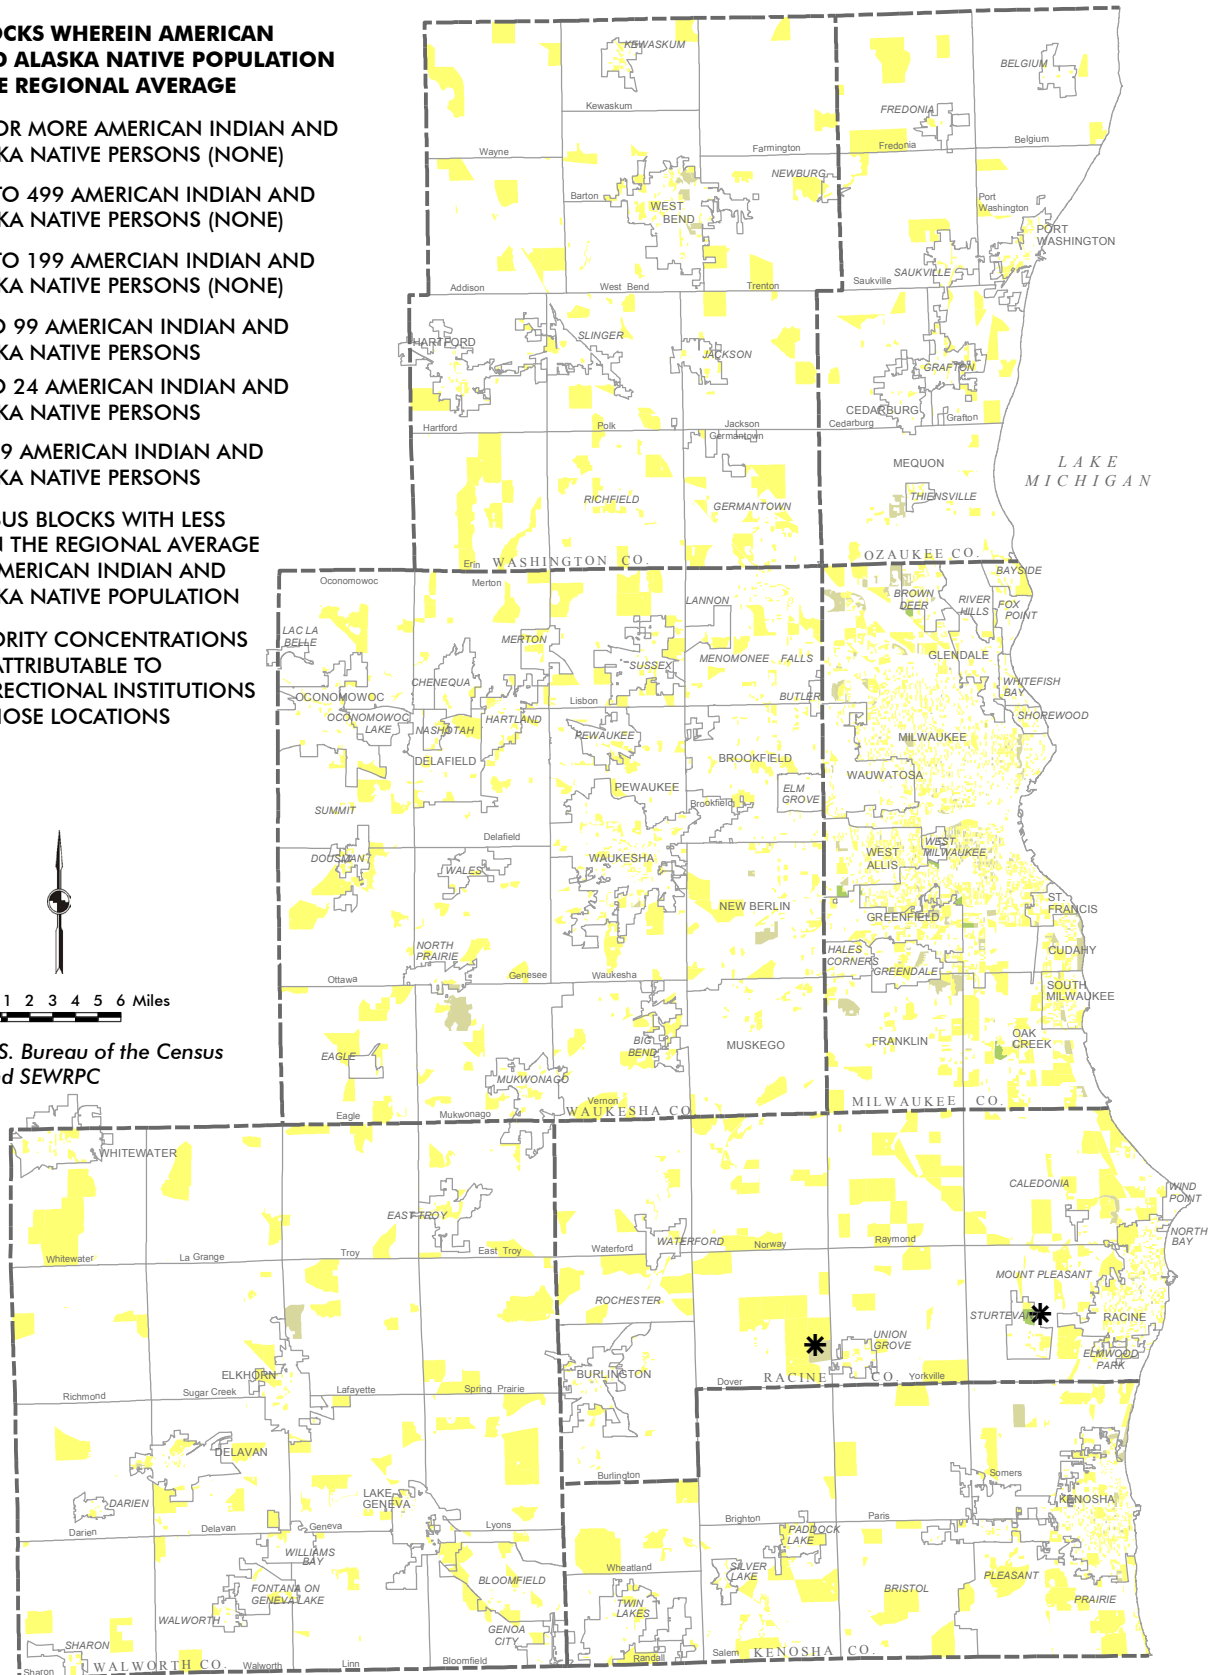 OCKS WHEREIN AMERICAN
D ALASKA NATIVE POPULATION
E REGIONAL AVERAGE
OR MORE AMERICAN INDIAN AND
KA NATIVE PERSONS (NONE)
TO 499 AMERICAN INDIAN AND
KA NATIVE PERSONS (NONE)
TO 199 AMERCIAN INDIAN AND
KA NATIVE PERSONS (NONE)
O 99 AMERICAN INDIAN AND
KA NATIVE PERSONS
O 24 AMERICAN INDIAN AND
KA NATIVE PERSONS
9 AMERICAN INDIAN AND
KA NATIVE PERSONS
SUS BLOCKS WITH LESS
N THE REGIONAL AVERAGE
AMERICAN INDIAN AND
KA NATIVE POPULATION
ORITY CONCENTRATIONS
ATTRIBUTABLE TO
RECTIONAL INSTITUTIONS
HOSE LOCATIONS
1 2 3 4 5 6 Miles
S. Bureau of the Census
nd SEWRPC
KEWASKUM
BELGIUM
Kewaskum
FREDONIA
Wayne
Farmington
Fredonia
Belgium
NEWBURG
Barton
WEST
BEND
Port
Washington
PORT
WASHINGTON
SAUKVILLE
Addison
West Bend
Trenton
Saukville
HARTFORD
SLINGER
JACKSON
GRAFTON
CEDARBURG
Hartford
Polk
Jackson
Germantown
Cedarburg
Grafton
MEQUON
LAKE
MICHIGAN
THIENSVILLE
RICHFIELD
GERMANTOWN
Erin
WASHINGTON CO.
OZAUKEE CO.
Oconomowoc
Merton
BAYSIDE
LANNON
BROWN
DEER
RIVER
HILLS
FOX
POINT
LAC LA
BELLE
MERTON
SUSSEX
MENOMONEE FALLS
GLENDALE
CHENEQUA
WHITEFISH
BAY
OCONOMOWOC
Lisbon
BUTLER
OCONOMOWOC
LAKE
NASHOTAH
HARTLAND
SHOREWOOD
PEWAUKEE
MILWAUKEE
DELAFIELD
BROOKFIELD
WAUWATOSA
PEWAUKEE
ELM
GROVE
SUMMIT
Brookfield
Delafield
DOUSMAN
WALES
WAUKESHA
WEST
ALLIS
WEST
MILWAUKEE
NEW BERLIN
ST.
FRANCIS
GREENFIELD
NORTH
PRAIRIE
HALES
CORNERS
CUDAHY
GREENDALE
Ottawa
Genesee
Waukesha
SOUTH
MILWAUKEE
EAGLE
BIG
BEND
MUSKEGO
FRANKLIN
OAK
CREEK
MUKWONAGO
Eagle
Mukwonago
Vernon
WAUKESHA CO.
MILWAUKEE CO.
WHITEWATER
CALEDONIA
WIND
POINT
EAST TROY
NORTH
BAY
Whitewater
La Grange
Troy
East Troy
Waterford
WATERFORD
Norway
Raymond
MOUNT PLEASANT
ROCHESTER
STURTEVANT
RACINE
UNION
GROVE
ELMWOOD
PARK
ELKHORN
BURLINGTON
Richmond
Sugar Creek
Lafayette
Spring Prairie
Dover
RACINE CO.
Yorkville
DELAVAN
Burlington
Somers
LAKE
GENEVA
KENOSHA
DARIEN
Darien
Delavan
Geneva
Lyons
Brighton
Paris
PADDOCK
LAKE
WILLIAMS
BAY
Wheatland
SILVER
LAKE
PLEASANT
BLOOMFIELD
FONTANA ON
GENEVA LAKE
BRISTOL
PRAIRIE
WALWORTH
TWIN
LAKES
GENOA
CITY
SHARON
Sharon
WALWORTH CO.
Walworth
Linn
Bloomfield
Randall
Salem
KENOSHA CO.